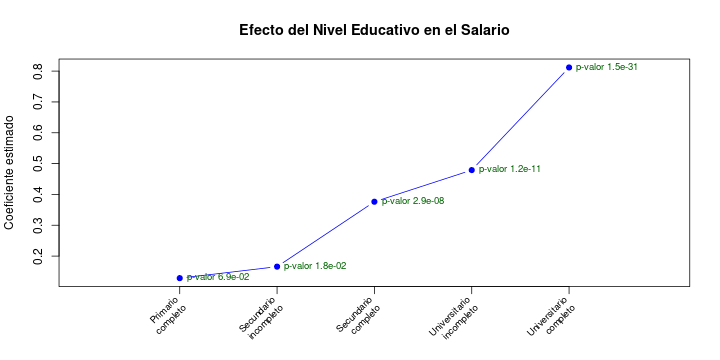 Efecto del Nivel Educativo en el Salario
Coeficiente estimado
0.8
0.7
0.6
0.5
0.4
0.3
0.2
p-valor 1.5e-31
p-valor 1.2e-11
p-valor 2.9e-08
p-valor 1.8e-02
p-valor 6.9e-02
Primario
completo
Secundario
incompleto
Secundario
completo
Universitario
incompleto
Universitario
completo